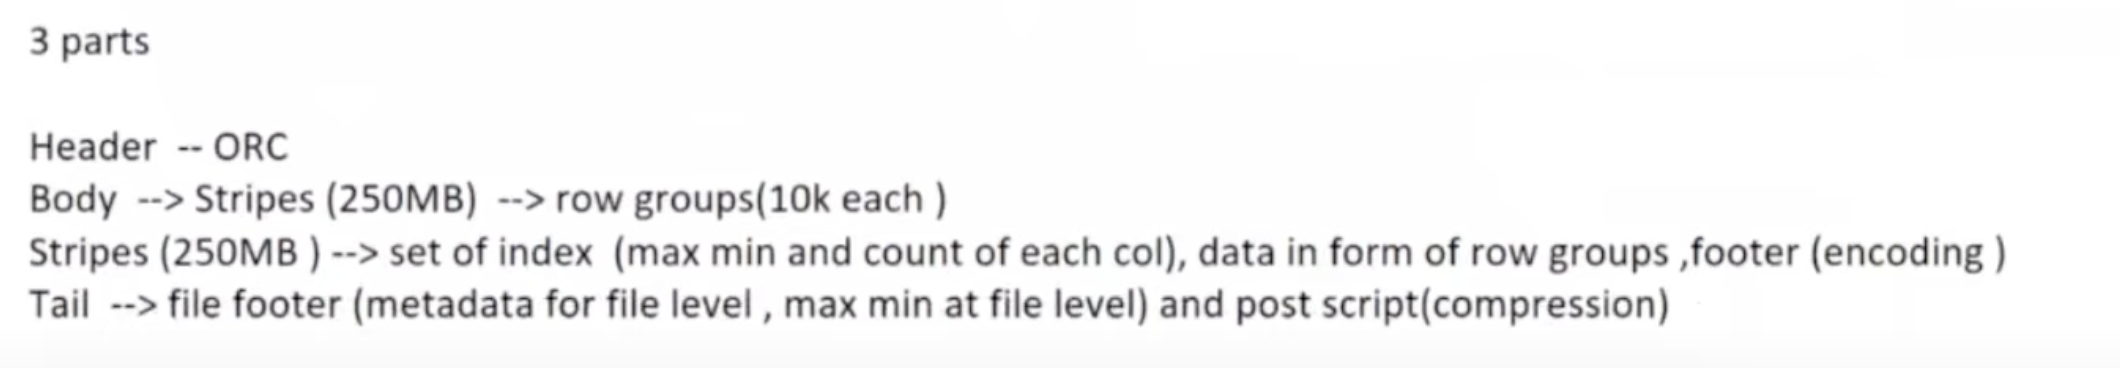 3 parts
Header -- ORC
Body --> Stripes (250MB) --> row groups(10k each )
Stripes (250MB ) --> set of index (max min and count of each col), data in form of row groups ,footer (encoding )
Tail --> file footer (metadata for file level , max min at file level) and post script(compression)